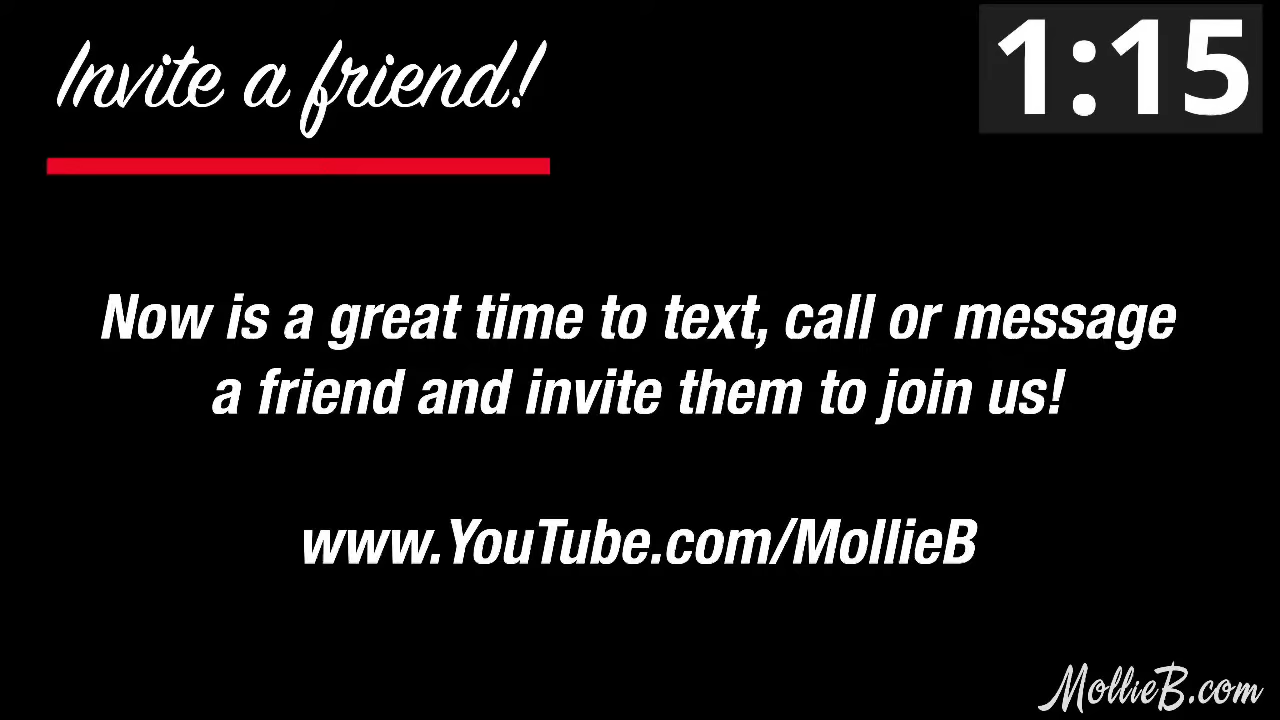 Invite a friend!
1:15
Now is a great time to text, call or message
a friend and invite them to join us!
www.YouTube.com/MollieB
MollieB.com